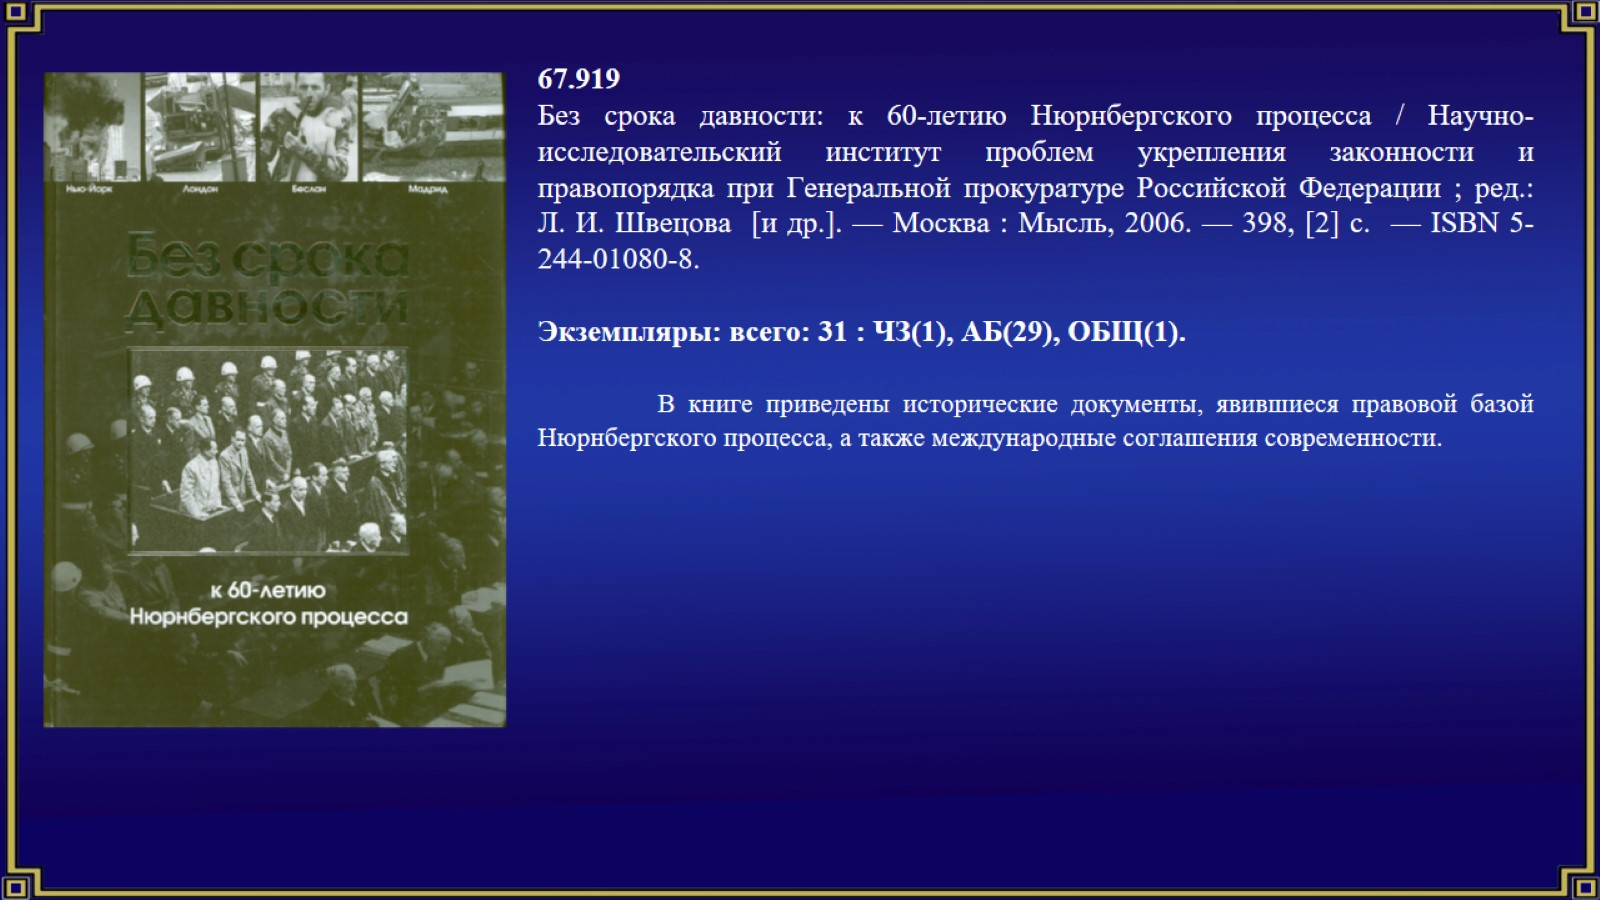 Нью-Йорк Лондон Беслан Мадрид
Без срока
давности
к 60-летию
Нюрнбергского процесса
67.919
Без срока давности: к 60-летию Нюрнбергского процесса / Научно-
исследовательский институт проблем укрепления законности и
правопорядка при Генеральной прокуратуре Российской Федерации ; ред.:
Л. И. Швецова [и др.]. — Москва : Мысль, 2006. — 398, [2] с. — ISBN 5-
244-01080-8.
Экземпляры: всего: 31 : ЧЗ(1), АБ(29), ОБЩ(1).
В книге приведены исторические документы, явившиеся правовой базой
Нюрнбергского процесса, а также международные соглашения современности.